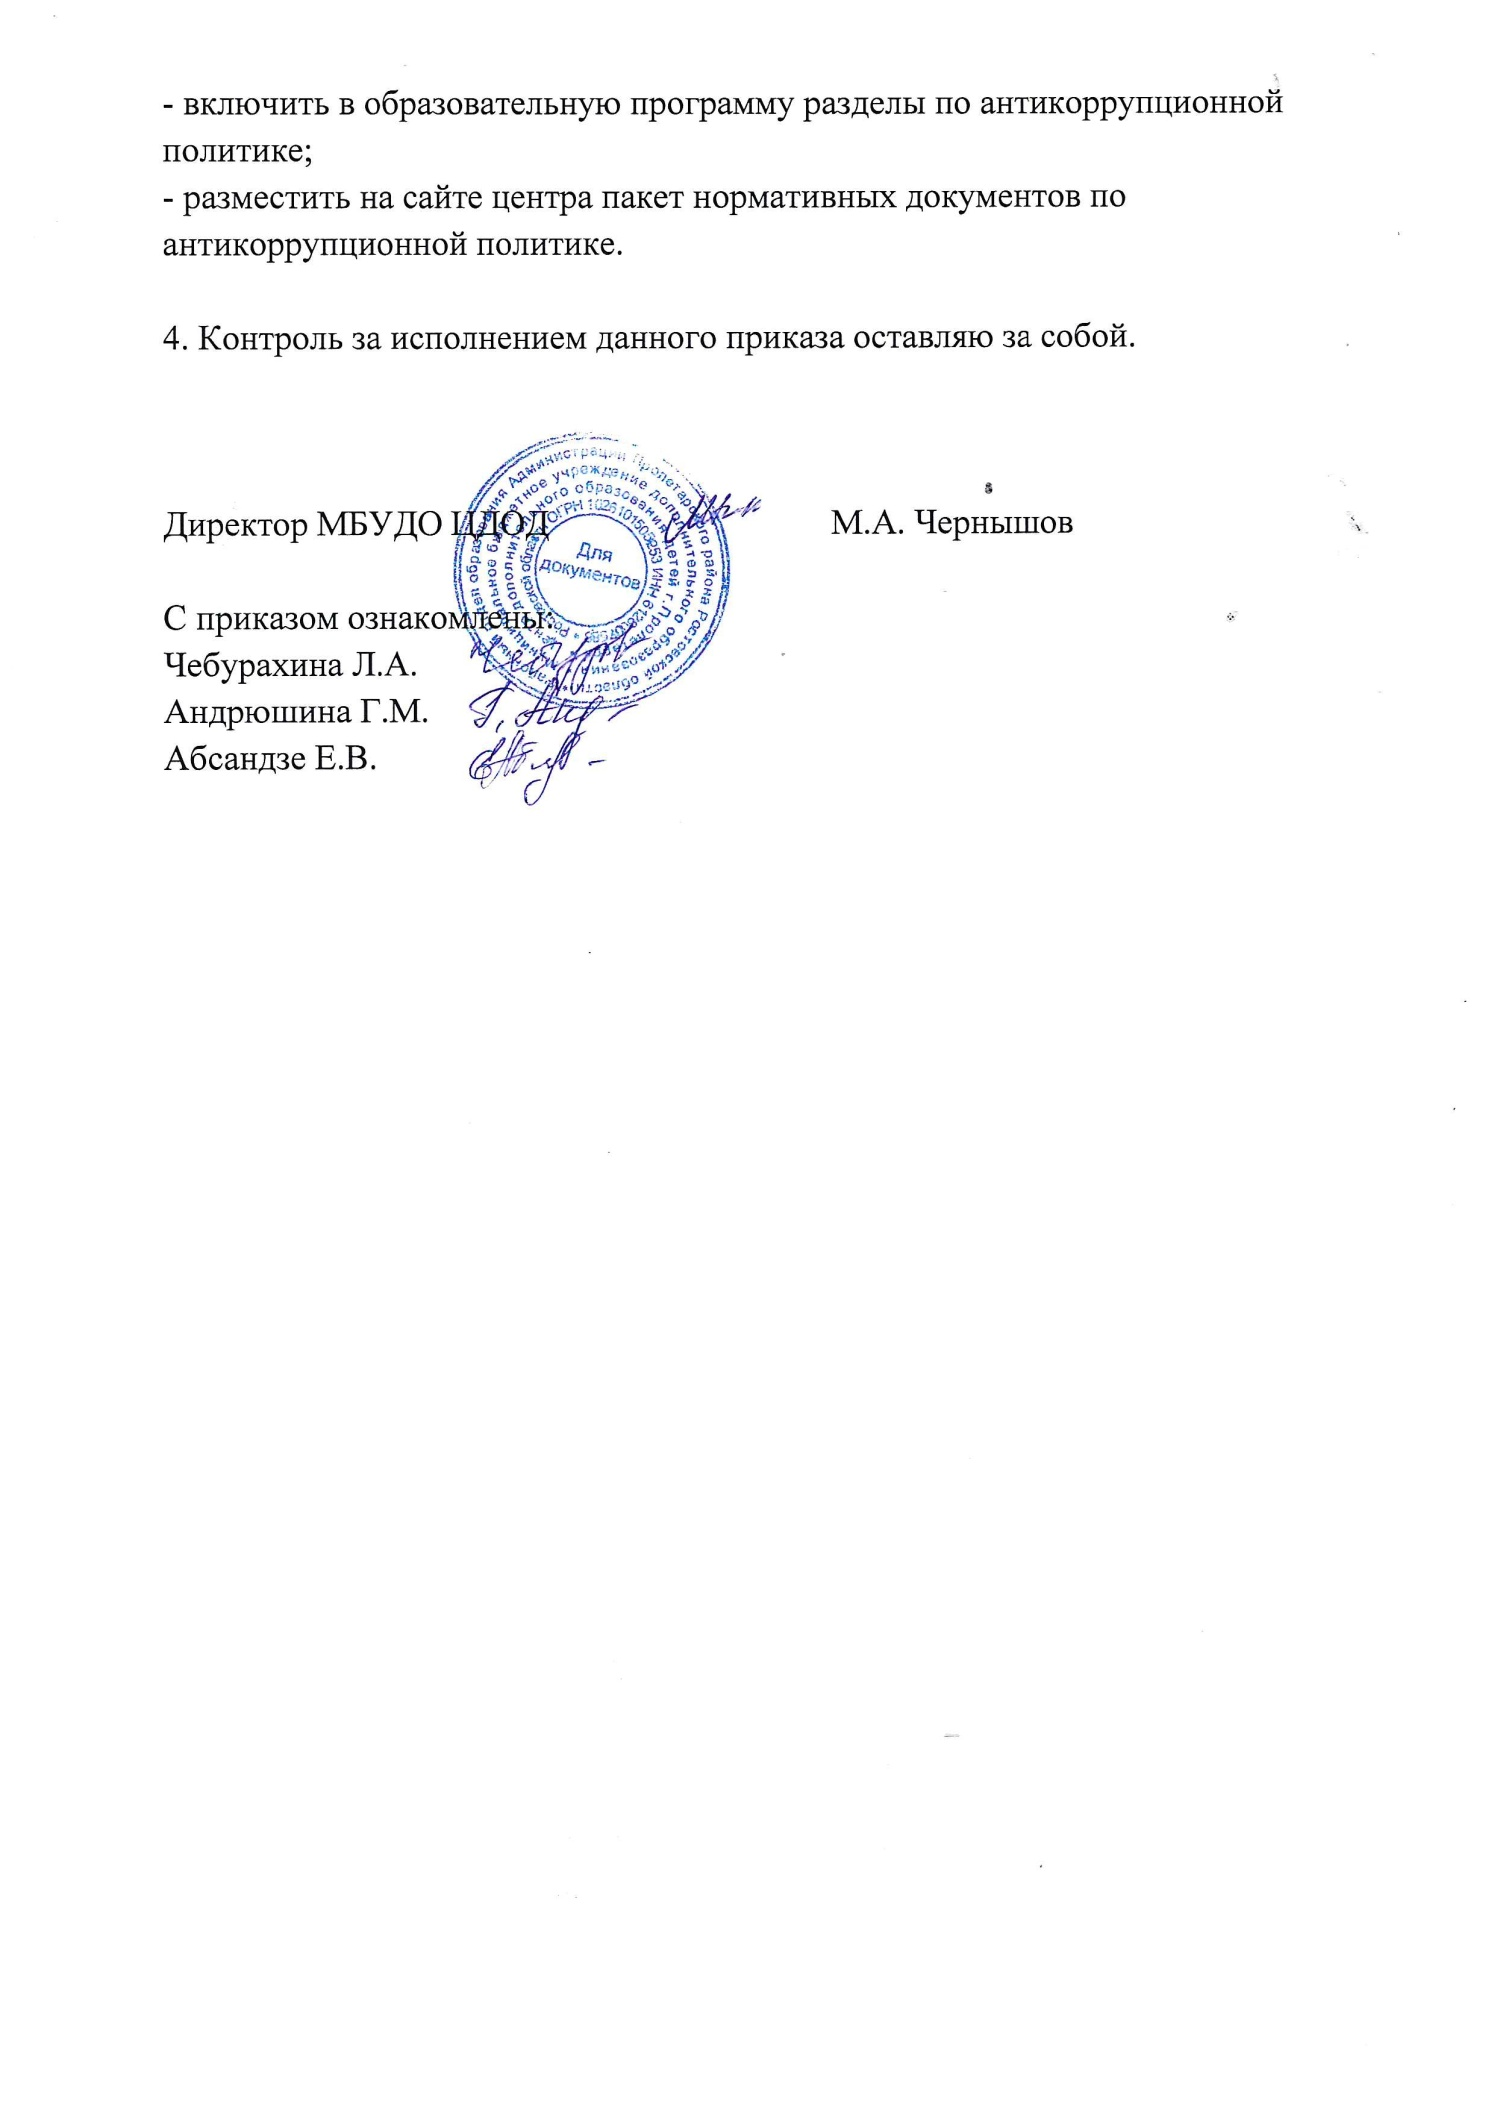 - включить в образовательную программу разделы по антикоррупционной
политике;
- разместить на сайте центра пакет нормативных документов по
антикоррупционной политике.
4. Контроль за исполнением данного приказа оставляю за собой.
Директор МБУДО ЦДОД М.А. Чернышов
Для
документов
С приказом ознакомлены:
Чебурахина Л.А.
Андрюшина Г.М.
Абсандзе Е.В.